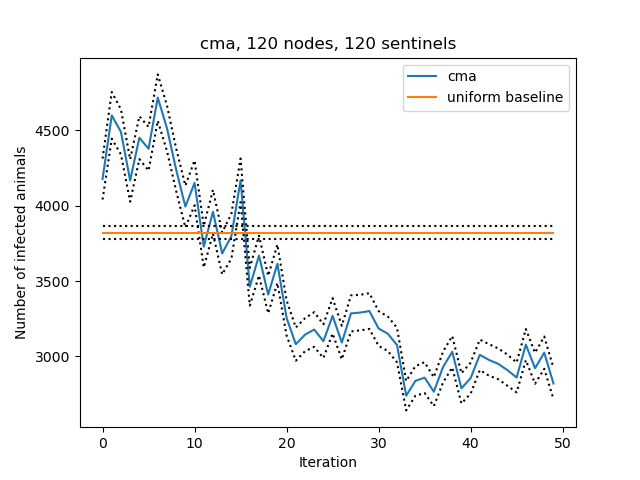 cma, 120 nodes, 120 sentinels
cma
uniform baseline
Number of infected animals
4500
4000
3500
3000
0 10 20 30 40 50
Iteration